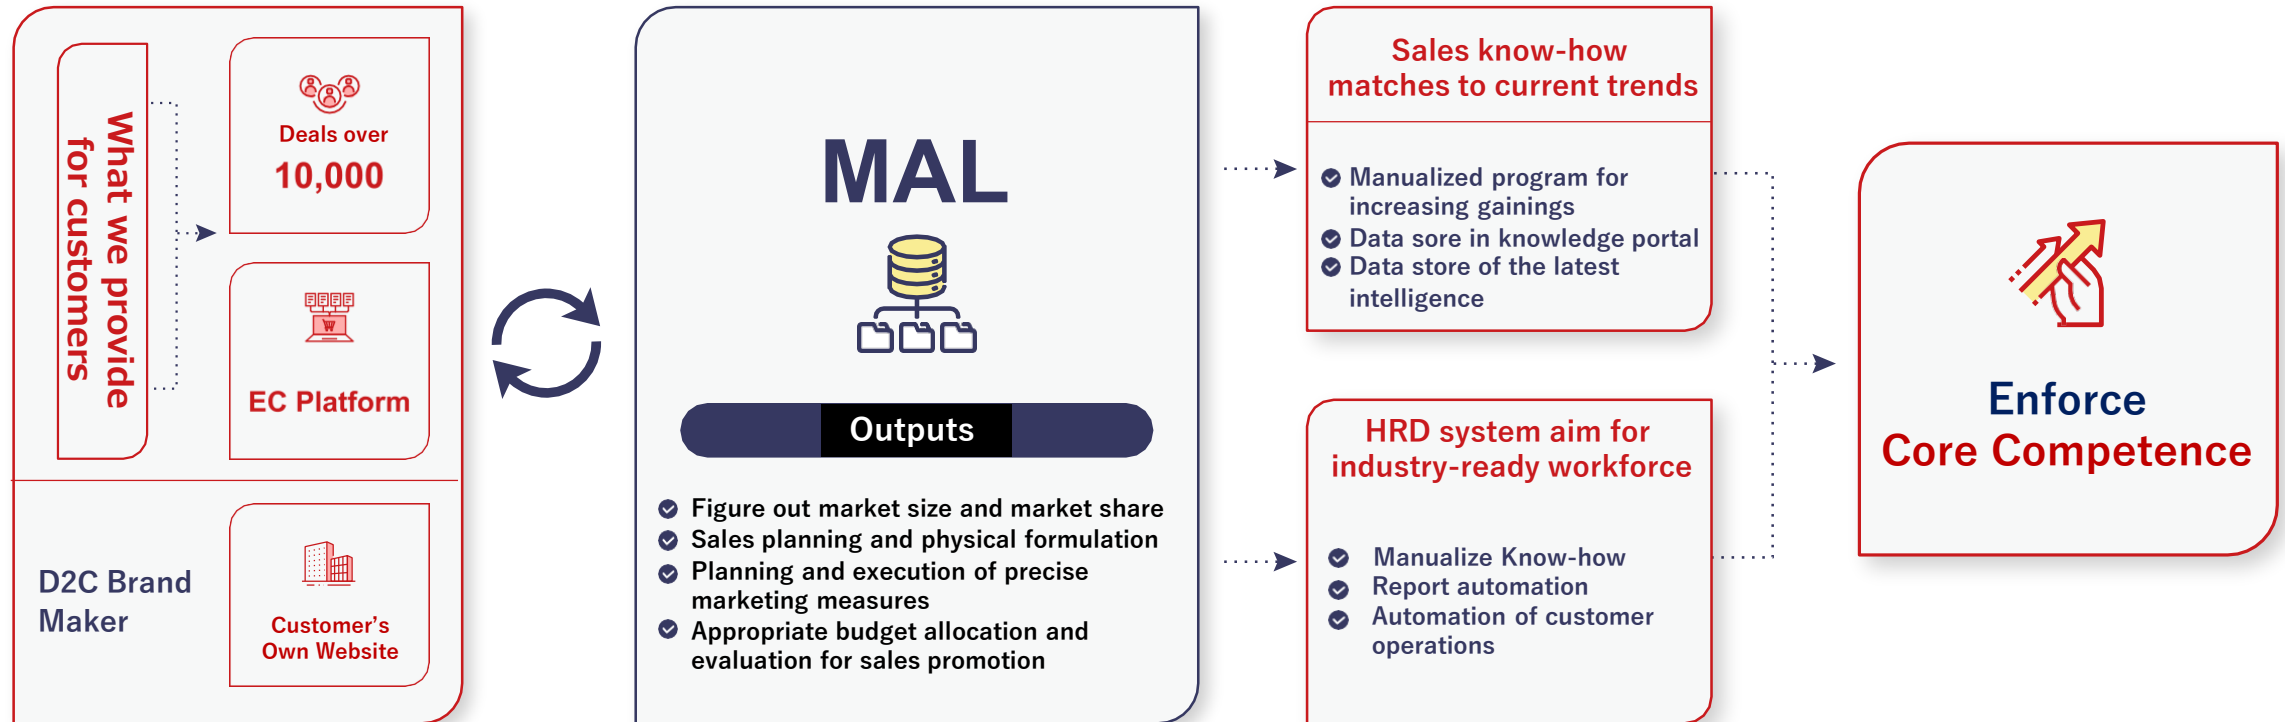 What we provide
for customers
Deals over
10,000
EC Platform
D2C Brand
Maker
Customer’s
Own Website
MAL
Outputs
Figure out market size and market share
Sales planning and physical formulation
Planning and execution of precise
marketing measures
Appropriate budget allocation and
evaluation for sales promotion
Sales know-how
matches to current trends
Manualized program for
increasing gainings
Data sore in knowledge portal
Data store of the latest
intelligence
HRD system aim for
industry-ready workforce
Manualize Know-how
Report automation
Automation of customer
operations
Enforce
Core Competence